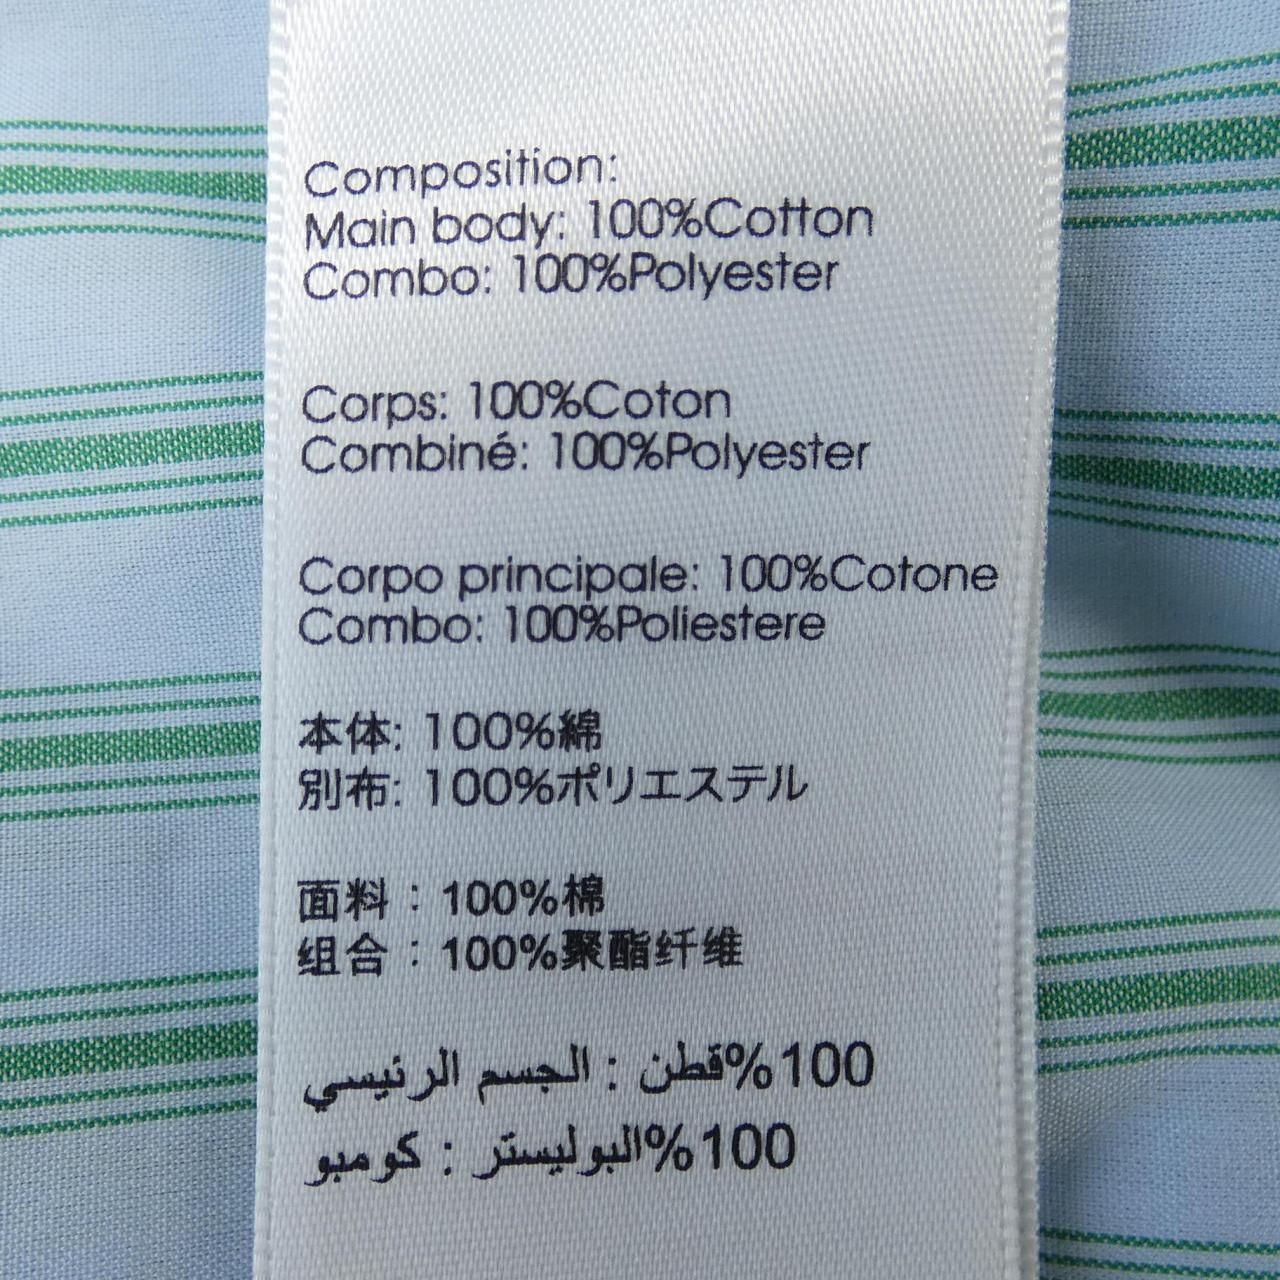 Composition:
Main body: 100%Cotton
Combo: 100%Polyester
Corps: 100%Coton
Combiné: 100%Polyester
Corpo principale: 100%Cotone
Combo: 100%Poliestere
本体: 100%綿
別布: 100%ポリエステル
面料：100%棉
组合：100%聚酯纤维
100%قطن : الجسم الرئيسي
100%البوليستر : كومبو